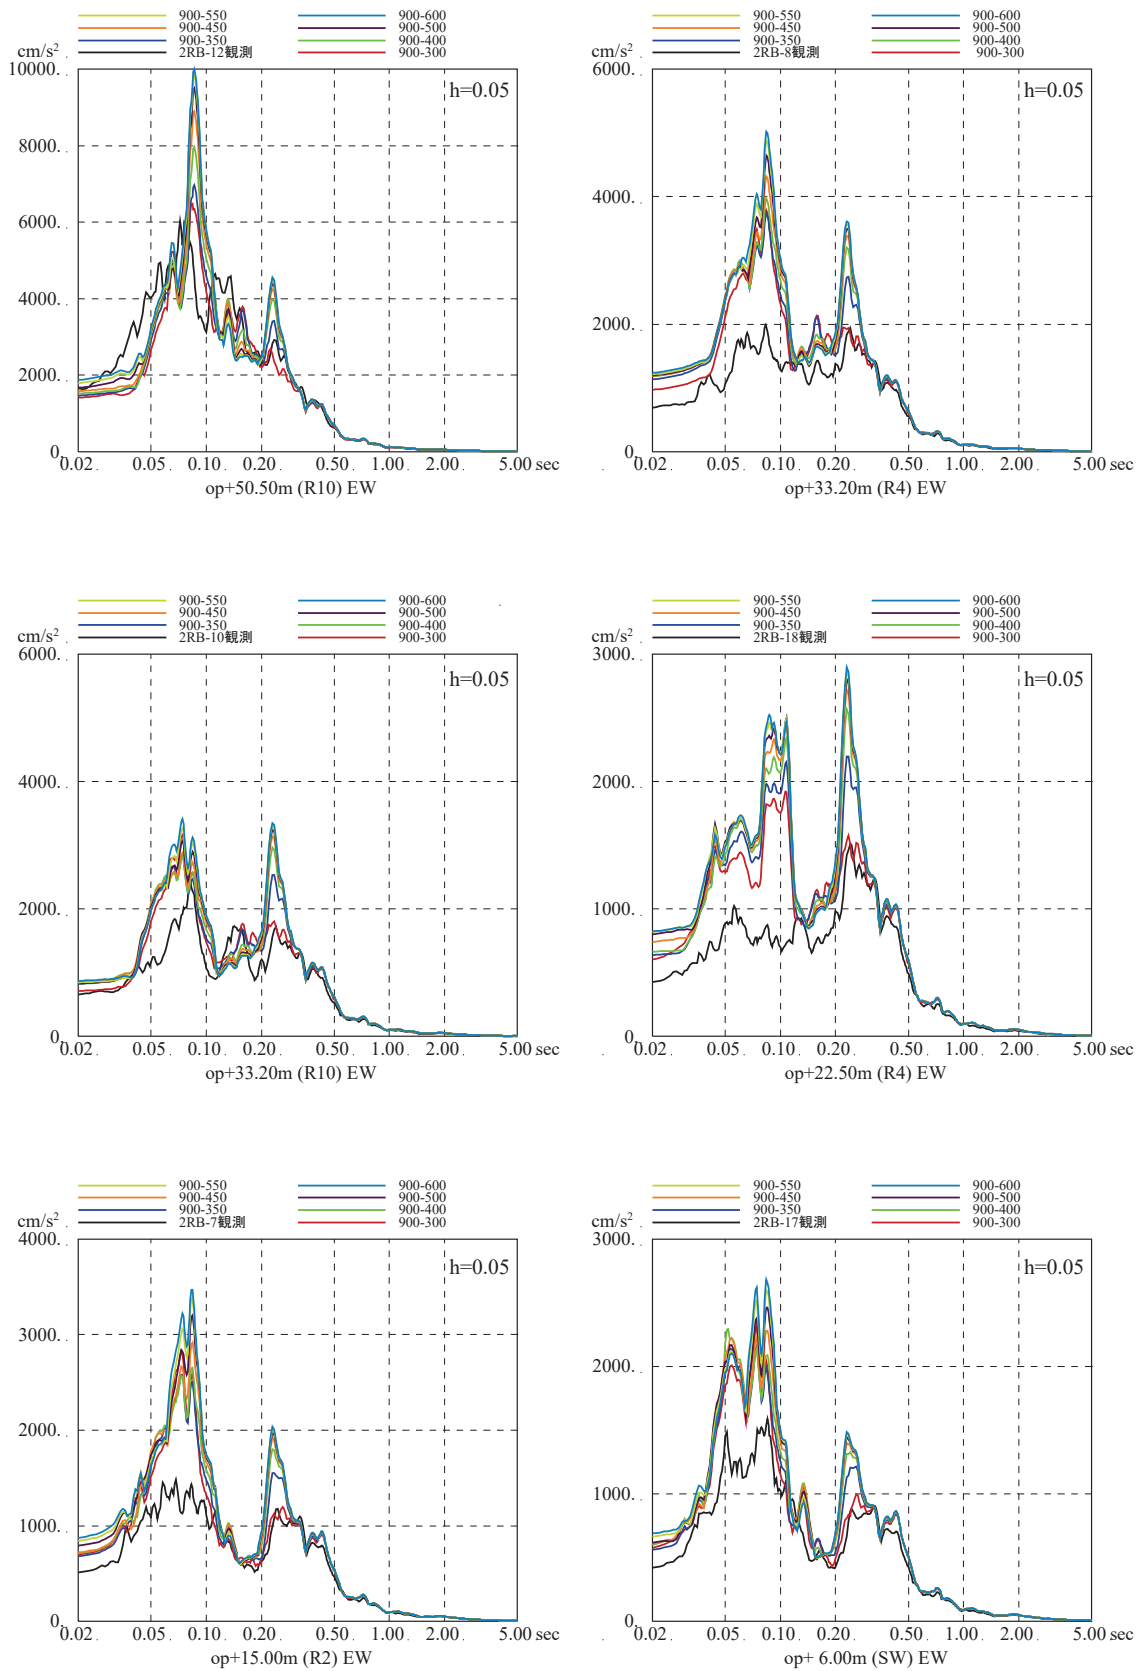 900-550 900-600
900-450 900-500
900-350 900-400
2RB-12観測 900-300
cm/s²
10000.
h=0.05
8000.
6000.
4000.
2000.
0.
0.02 0.05 0.10 0.20 0.50 1.00 2.00 5.00 sec
op+50.50m (R10) EW
900-550 900-600
900-450 900-500
900-350 900-400
2RB-8観測 900-300
cm/s²
6000.
h=0.05
4000.
2000.
0.
0.02 0.05 0.10 0.20 0.50 1.00 2.00 5.00 sec
op+33.20m (R4) EW
900-550 900-600
900-450 900-500
900-350 900-400
2RB-10観測 900-300
cm/s²
6000.
h=0.05
4000.
2000.
0.
0.02 0.05 0.10 0.20 0.50 1.00 2.00 5.00 sec
op+33.20m (R10) EW
900-550 900-600
900-450 900-500
900-350 900-400
2RB-18観測 900-300
cm/s²
3000.
h=0.05
2000.
1000.
0.
0.02 0.05 0.10 0.20 0.50 1.00 2.00 5.00 sec
op+22.50m (R4) EW
900-550 900-600
900-450 900-500
900-350 900-400
2RB-7観測 900-300
cm/s²
4000.
h=0.05
3000.
2000.
1000.
0.
0.02 0.05 0.10 0.20 0.50 1.00 2.00 5.00 sec
op+15.00m (R2) EW
900-550 900-600
900-450 900-500
900-350 900-400
2RB-17観測 900-300
cm/s²
3000.
h=0.05
2000.
1000.
0.
0.02 0.05 0.10 0.20 0.50 1.00 2.00 5.00 sec
op+ 6.00m (SW) EW